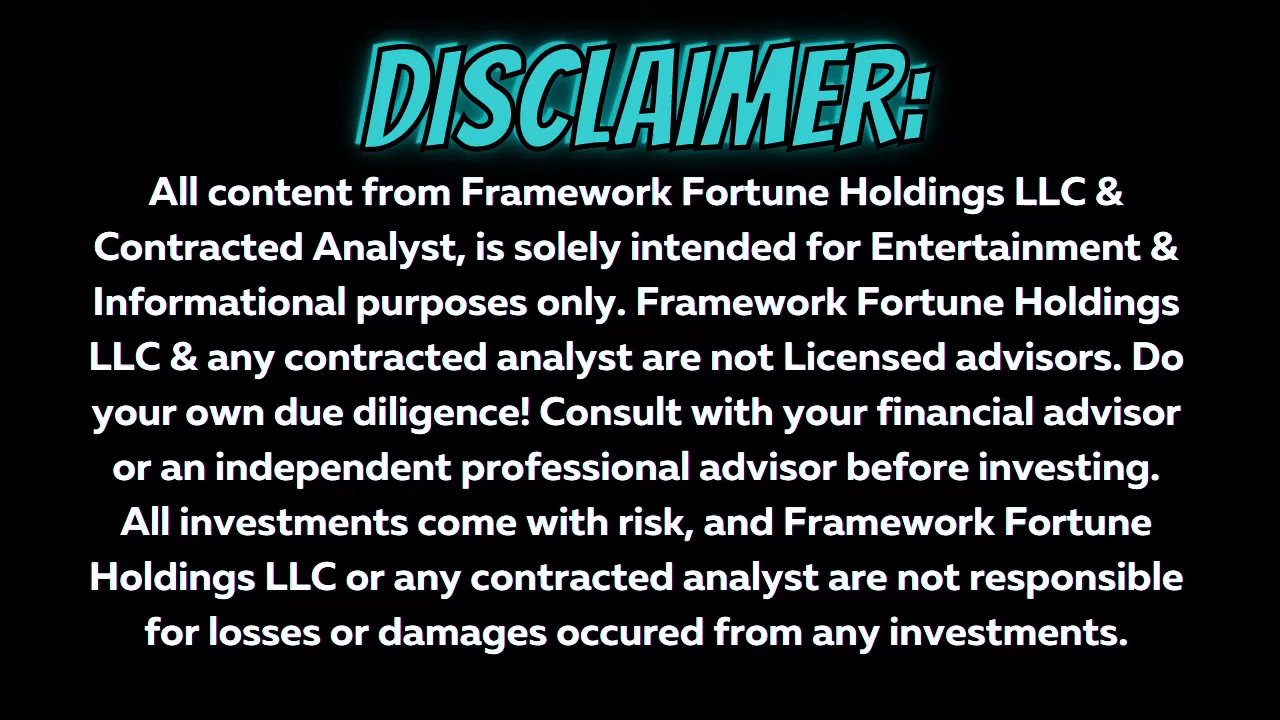 DISCLAIMER:
All content from Framework Fortune Holdings LLC &
Contracted Analyst, is solely intended for Entertainment &
Informational purposes only. Framework Fortune Holdings
LLC & any contracted analyst are not Licensed advisors. Do
your own due diligence! Consult with your financial advisor
or an independent professional advisor before investing.
All investments come with risk, and Framework Fortune
Holdings LLC or any contracted analyst are not responsible
for losses or damages occured from any investments.